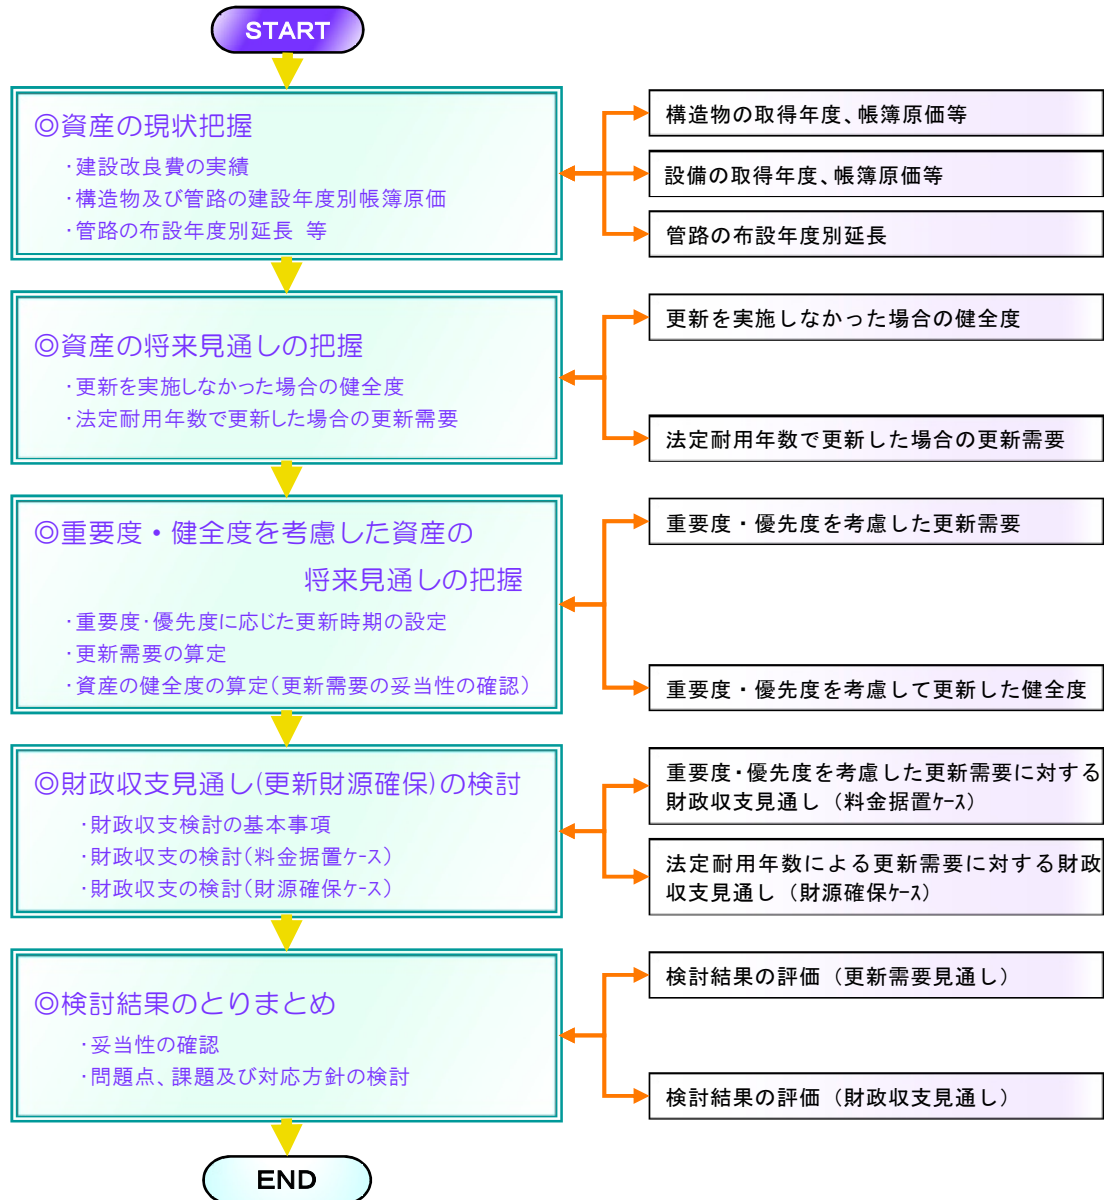 START
◎資産の現状把握
・建設改良費の実績
・構造物及び管路の建設年度別帳簿原価
・管路の布設年度別延長 等
構造物の取得年度、帳簿原価等
設備の取得年度、帳簿原価等
管路の布設年度別延長
◎資産の将来見通しの把握
・更新を実施しなかった場合の健全度
・法定耐用年数で更新した場合の更新需要
更新を実施しなかった場合の健全度
法定耐用年数で更新した場合の更新需要
◎重要度・健全度を考慮した資産の
将来見通しの把握
・重要度・優先度に応じた更新時期の設定
・更新需要の算定
・資産の健全度の算定(更新需要の妥当性の確認)
重要度・優先度を考慮した更新需要
重要度・優先度を考慮して更新した健全度
◎財政収支見通し(更新財源確保)の検討
・財政収支検討の基本事項
・財政収支の検討(料金据置ｹｰｽ)
・財政収支の検討(財源確保ｹｰｽ)
重要度・優先度を考慮した更新需要に対する
財政収支見通し（料金据置ｹｰｽ）
法定耐用年数による更新需要に対する財政
収支見通し（財源確保ｹｰｽ）
◎検討結果のとりまとめ
・妥当性の確認
・問題点、課題及び対応方針の検討
検討結果の評価（更新需要見通し）
検討結果の評価（財政収支見通し）
END